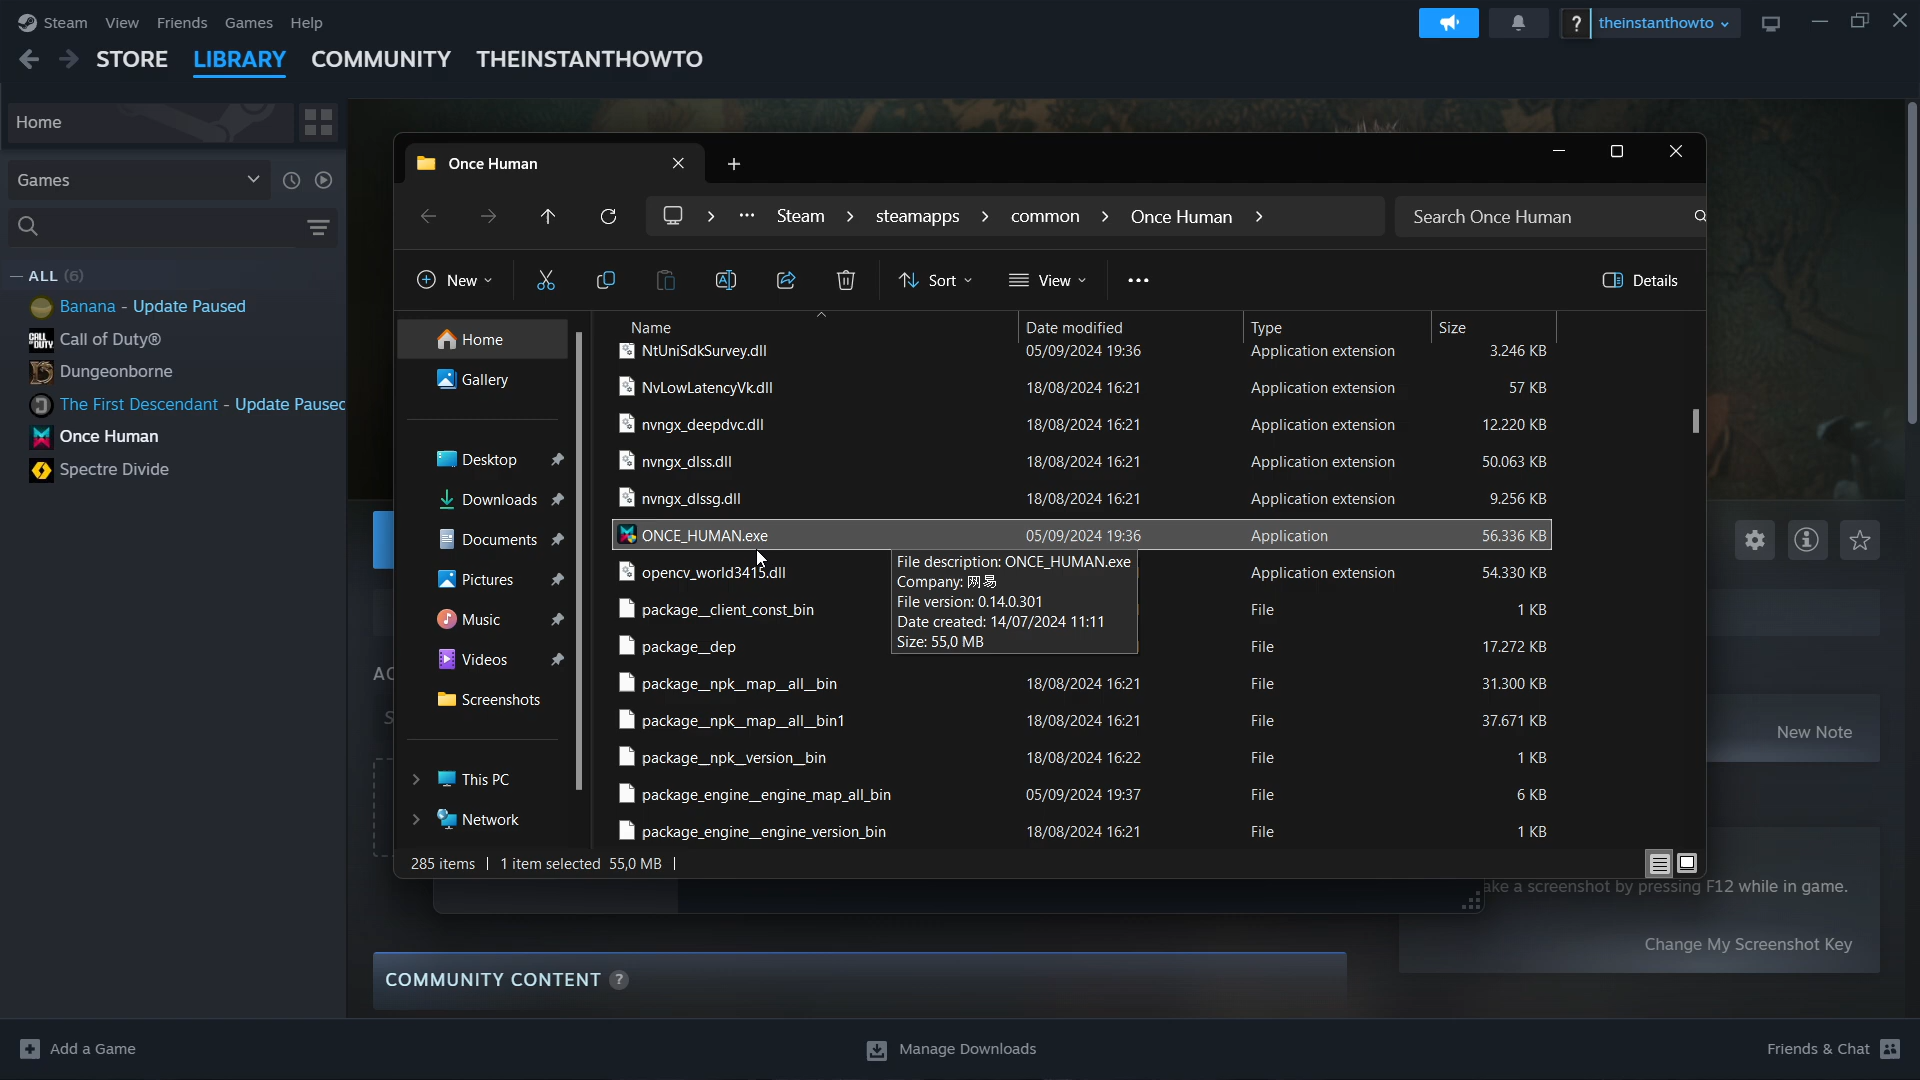 Steam View Friends Games Help
? theinstanthowto
STORE LIBRARY COMMUNITY THEINSTANTHOWTO
Home
Games
ALL (6)
Banana - Update Paused
CALL DUTY Call of Duty®
Dungeonborne
The First Descendant - Update Paused
Once Human
Spectre Divide
Once Human
Steam > steamapps > common > Once Human >
Search Once Human
New
Sort
View
Details
Home
Gallery
Desktop
Downloads
Documents
Pictures
Music
Videos
Screenshots
This PC
Network
Name Date modified Type Size
NtUniSdkSurvey.dll 05/09/2024 19:36 Application extension 3.246 KB
NvLowLatencyVk.dll 18/08/2024 16:21 Application extension 57 KB
nvngx_deepdvc.dll 18/08/2024 16:21 Application extension 12.220 KB
nvngx_dlss.dll 18/08/2024 16:21 Application extension 50.063 KB
nvngx_dlssg.dll 18/08/2024 16:21 Application extension 9.256 KB
ONCE_HUMAN.exe 05/09/2024 19:36 Application 56.336 KB
opencv_world3415.dll Application extension 54.330 KB
package__client_const_bin File 1 KB
package__dep File 17.272 KB
package__npk__map__all__bin 18/08/2024 16:21 File 31.300 KB
package__npk__map__all__bin1 18/08/2024 16:21 File 37.671 KB
package__npk__version__bin 18/08/2024 16:22 File 1 KB
package_engine__engine_map_all_bin 05/09/2024 19:37 File 6 KB
package_engine__engine_version_bin 18/08/2024 16:21 File 1 KB
File description: ONCE_HUMAN.exe
Company: 网易
File version: 0.14.0.301
Date created: 14/07/2024 11:11
Size: 55,0 MB
285 items 1 item selected 55,0 MB
AC
New Note
ake a screenshot by pressing F12 while in game.
Change My Screenshot Key
COMMUNITY CONTENT ?
Add a Game
Manage Downloads
Friends & Chat